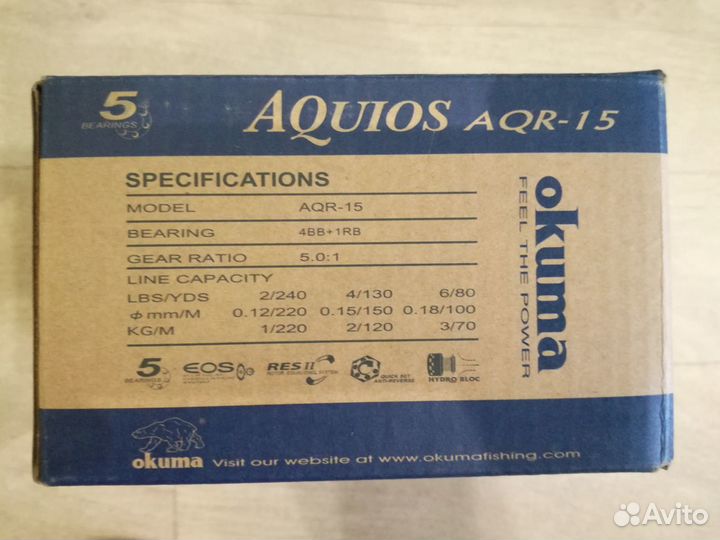 5 BEARINGS
AQUIOS AQR-15
SPECIFICATIONS
MODEL AQR-15
BEARING 4BB+1RB
GEAR RATIO 5.0:1
LINE CAPACITY
LBS/YDS 2/240 4/130 6/80
ϕ mm/M 0.12/220 0.15/150 0.18/100
KG/M 1/220 2/120 3/70
okuma
FEEL THE POWER
5 BEARINGS
EOS
RES II
ROTOR EQUALIZING SYSTEM
QUICK SET
ANTI-REVERSE
HYDRO BLOC
okuma
Visit our website at www.okumafishing.com
Avito